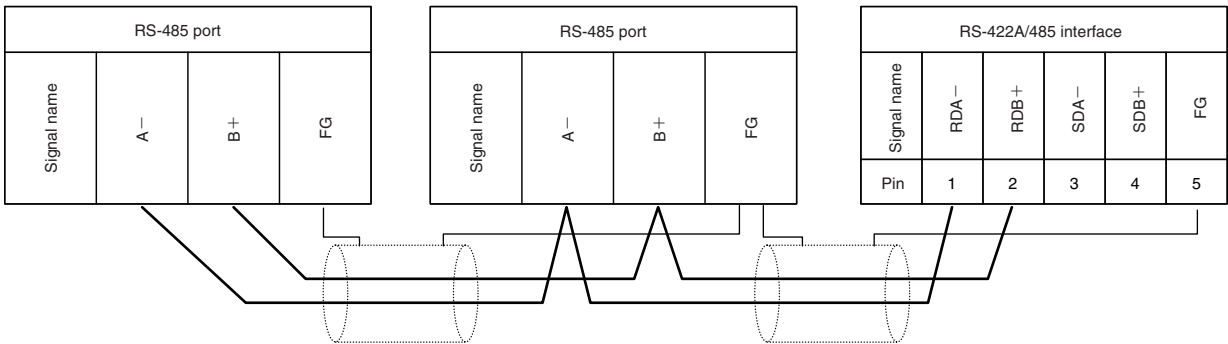 RS-485 port
Signal name
A−
B+
FG
RS-485 port
Signal name
A−
B+
FG
RS-422A/485 interface
Signal name
RDA−
RDB+
SDA−
SDB+
FG
Pin
1
2
3
4
5